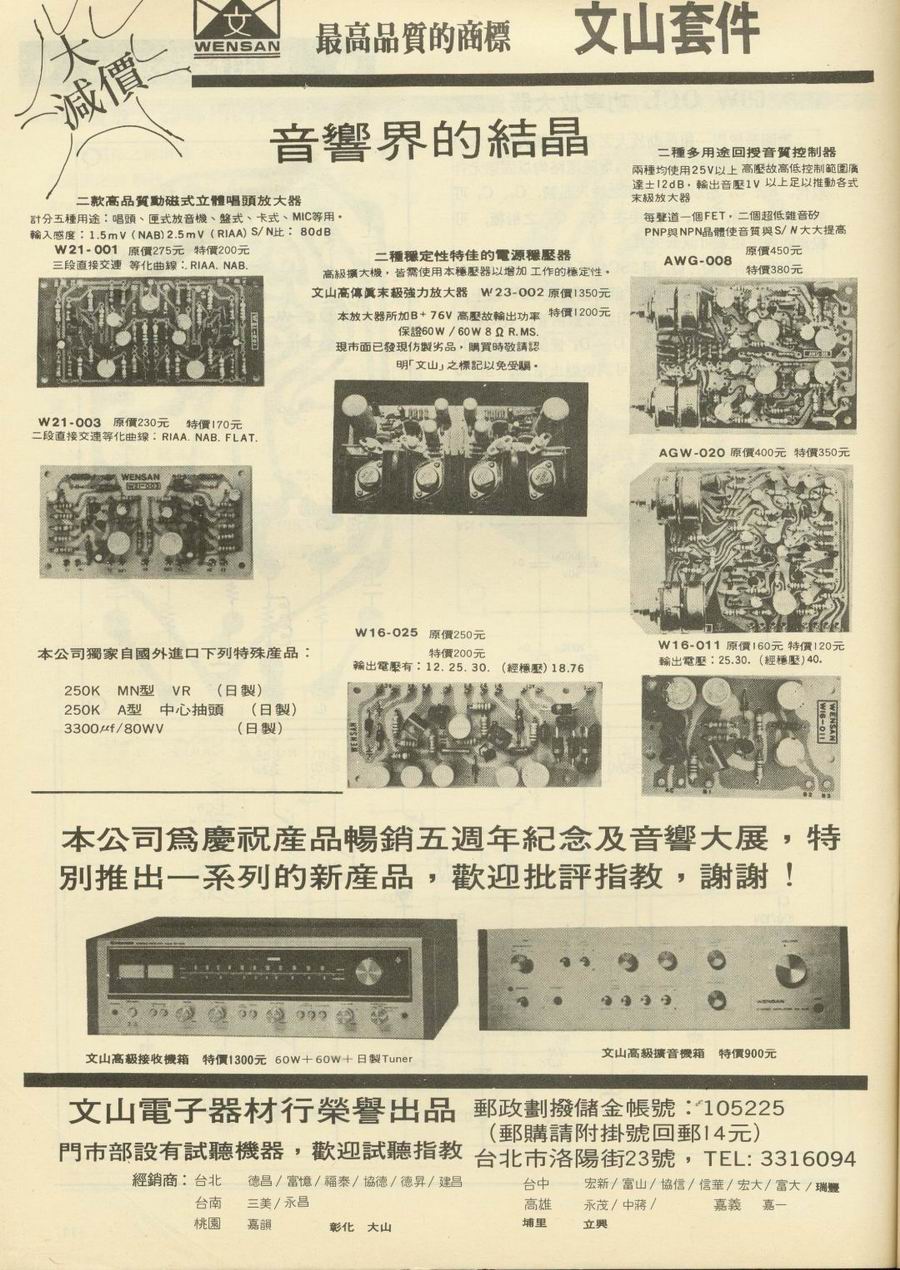 大減價
文
WENSAN
最高品質的商標
文山套件
音響界的結晶
二款高品質動磁式立體唱頭放大器
計分五種用途：唱頭、匣式放音機、盤式、卡式、MIC等用。
輸入感度：1.5mV (NAB) 2.5mV (RIAA) S/N比： 80dB
W21-001 原價275元 特價200元
三段直接交連 等化曲線：RIAA. NAB.
W21-003 原價230元 特價170元
二段直接交連等化曲線：RIAA. NAB. FLAT.
WENSAN
W21-003
二種穩定性特佳的電源穩壓器
高級擴大機，皆需使用本穩壓器以增加工作的穩定性。
文山高傳眞末級強力放大器 W23-002 原價1350元
特價1200元
本放大器所加B+ 76V 高壓故輸出功率
保證60W / 60W 8 Ω R.MS.
現市面已發現仿製劣品，購買時敬請認
明「文山」之標記以免受騙。
二種多用途回授音質控制器
兩種均使用25V以上 高壓故高低控制範圍廣
達±12dB，輸出音壓1V 以上足以推動各式
末級放大器
每聲道一個FET，二個超低雜音矽
PNP與NPN晶體使音質與S/N大大提高
AWG-008
原價450元
特價380元
AGW-020 原價400元 特價350元
W16-025 原價250元
特價200元
輸出電壓有：12. 25. 30. (經穩壓) 18.76
WENSAN
W16-011 原價160元 特價120元
輸出電壓：25.30. (經穩壓) 40.
WENSAN
W16-011
本公司獨家自國外進口下列特殊產品：
250K MN型 VR （日製）
250K A型 中心抽頭 （日製）
3300μf/80WV （日製）
本公司爲慶祝產品暢銷五週年紀念及音響大展，特
別推出一系列的新產品，歡迎批評指教，謝謝！
WENSAN
文山高級接收機箱 特價1300元 60W＋60W＋日製Tuner
文山高級擴音機箱 特價900元
文山電子器材行榮譽出品
門市部設有試聽機器，歡迎試聽指教
郵政劃撥儲金帳號：105225
（郵購請附掛號回郵14元）
台北市洛陽街23號，TEL: 3316094
經銷商：台北 德昌/富憶/福泰/協德/德昇/建昌
台南 三美/永昌
桃園 嘉韻 彰化 大山
台中 宏新/富山/協信/信華/宏大/富大/瑞豐
高雄 永茂/中蔣/ 嘉義 嘉一
埔里 立興